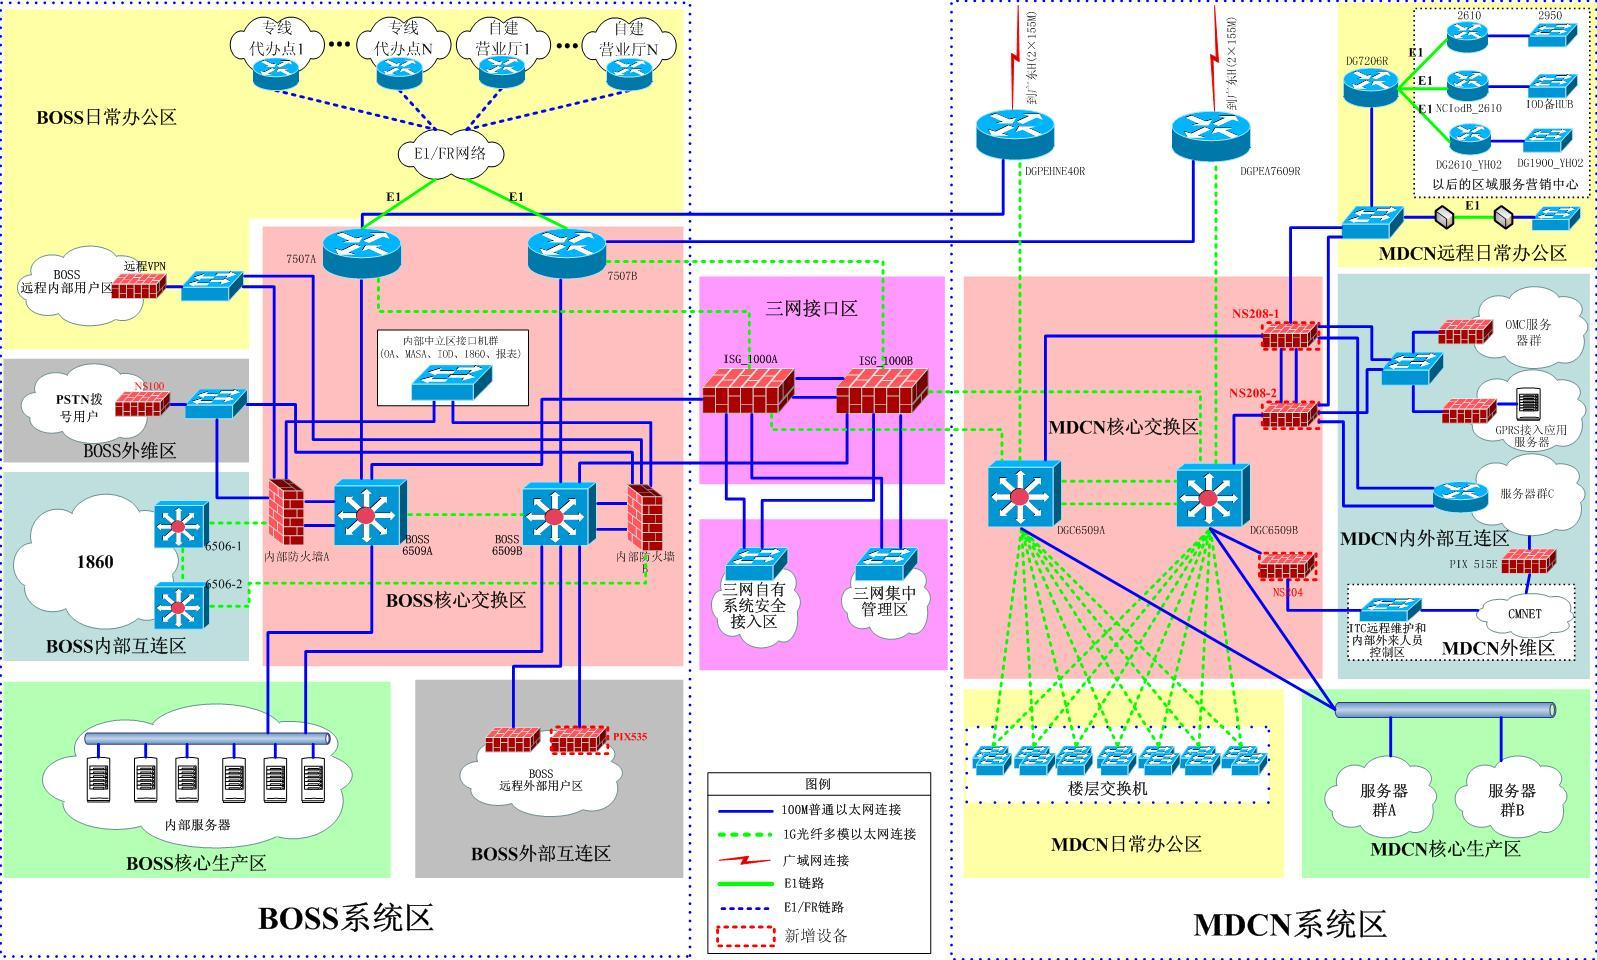 专线
代办点1
专线
代办点N
自建
营业厅1
自建
营业厅N
BOSS日常办公区
E1/FR网络
E1
E1
7507A
7507B
远程VPN
BOSS
远程内部用户区
内部中立区接口机群
(OA、MASA、IOD、1860、报表)
NS100
PSTN拨
号用户
BOSS外维区
1860
6506-1
6506-2
BOSS内部互连区
内部防火墙A
BOSS
6509A
BOSS
6509B
内部防火墙
B
BOSS核心交换区
内部服务器
BOSS核心生产区
PIX535
BOSS
远程外部用户区
BOSS外部互连区
BOSS系统区
三网接口区
ISG_1000A
ISG_1000B
三网自有
系统安全
接入区
三网集中
管理区
图例
100M普通以太网连接
1G光纤多模以太网连接
广域网连接
E1链路
E1/FR链路
新增设备
到广东H(2×155M)
到广东H(2×155M)
DGPEHNE40R
DGPEA7609R
2610
2950
DG7206R
E1
E1
E1
NCIodB_2610
IOD备HUB
DG2610_YH02
DG1900_YH02
以后的区域服务营销中心
E1
MDCN远程日常办公区
NS208-1
NS208-2
MDCN核心交换区
DGC6509A
DGC6509B
NS204
OMC服务
器群
GPRS接入应用
服务器
服务器群C
MDCN内外部互连区
PIX 515E
CMNET
ITC远程维护和
内部外来人员
控制区
MDCN外维区
楼层交换机
MDCN日常办公区
服务器
群A
服务器
群B
MDCN核心生产区
MDCN系统区